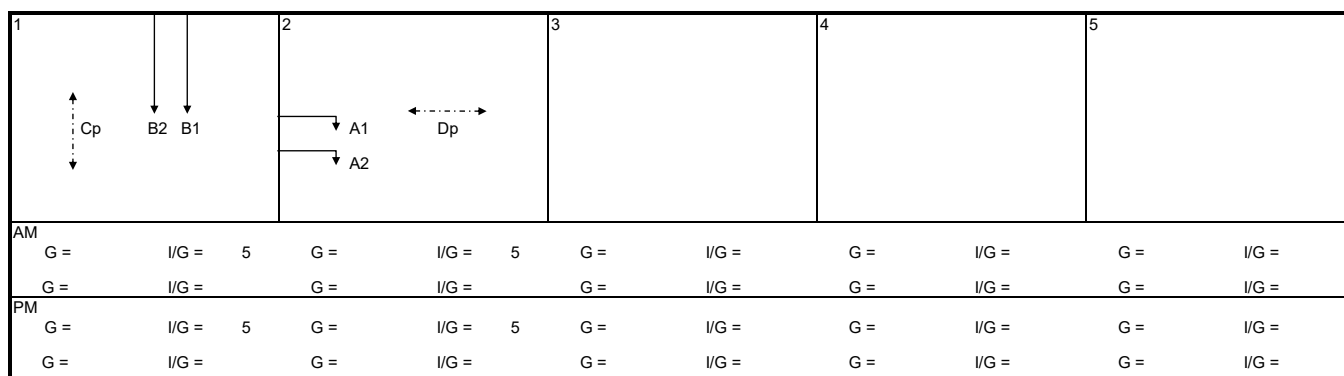 1 2 3 4 5
Cp B2 B1 A1 Dp
A2
AM
G = I/G = 5 G = I/G = 5 G = I/G = G = I/G = G = I/G =
G = I/G = G = I/G = G = I/G = G = I/G = G = I/G =
PM
G = I/G = 5 G = I/G = 5 G = I/G = G = I/G = G = I/G =
G = I/G = G = I/G = G = I/G = G = I/G = G = I/G =